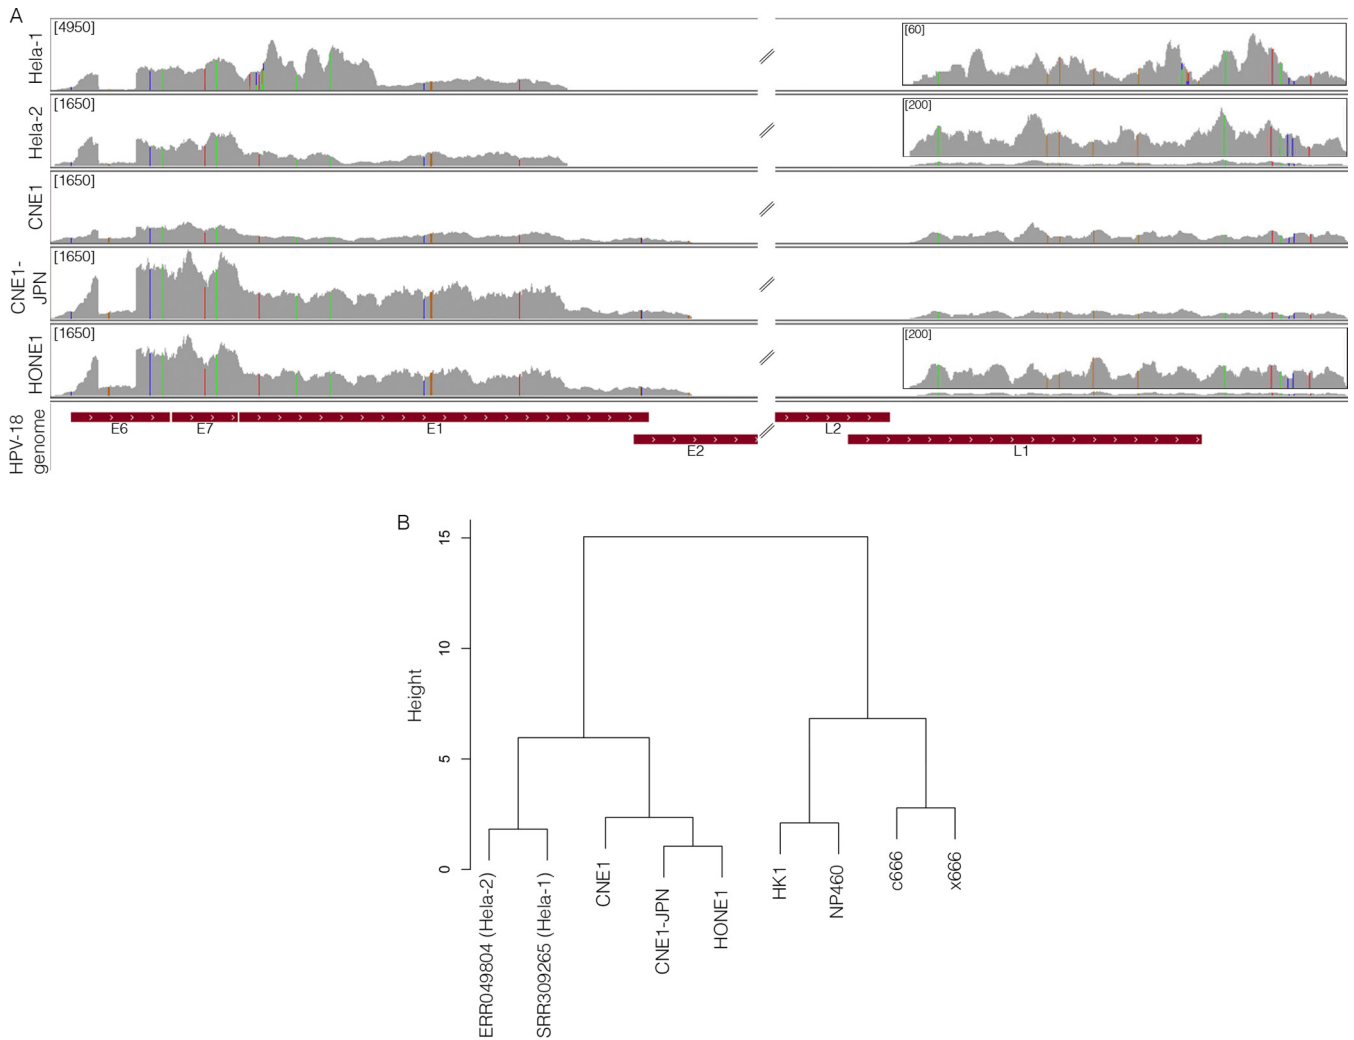 A
Hela-1
[4950]
[60]
Hela-2
[1650]
[200]
CNE1
[1650]
CNE1-
JPN
[1650]
HONE1
[1650]
[200]
HPV-18
genome
E6
E7
E1
E2
L2
L1
B
Height
15
10
5
0
ERR049804 (Hela-2)
SRR309265 (Hela-1)
CNE1
CNE1-JPN
HONE1
HK1
NP460
c666
x666